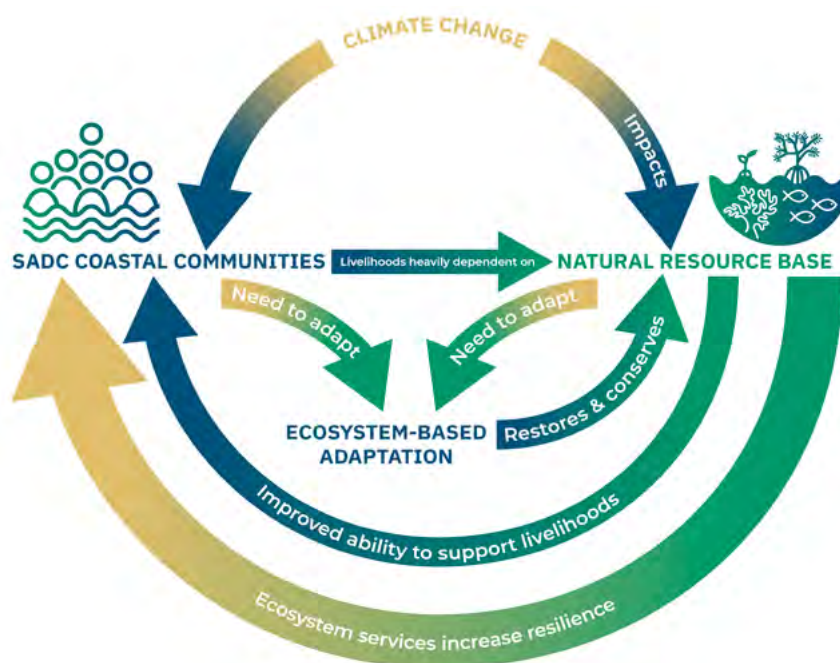 CLIMATE CHANGE
Impacts
SADC COASTAL COMMUNITIES
Livelihoods heavily dependent on
NATURAL RESOURCE BASE
Need to adapt
Need to adapt
ECOSYSTEM-BASED
ADAPTATION
Restores & conserves
Improved ability to support livelihoods
Ecosystem services increase resilience